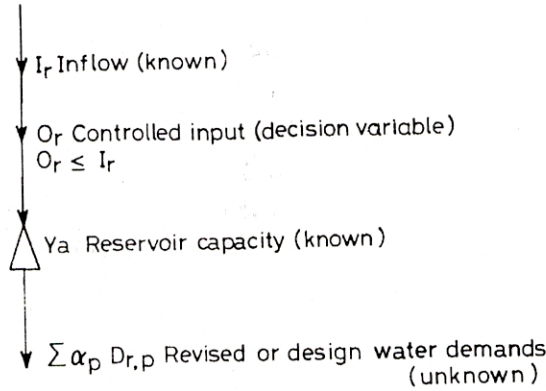 I_r Inflow (known)
O_r Controlled input (decision variable)
O_r ≤ I_r
Ya Reservoir capacity (known)
∑ α_p D_r,p Revised or design water demands
(unknown)